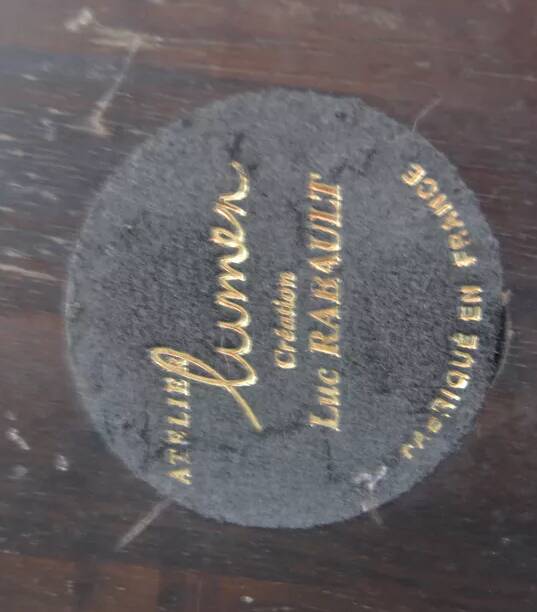 ATELIER
lumen
Création
Luc RABAULT
FABRIQUÉ EN FRANCE